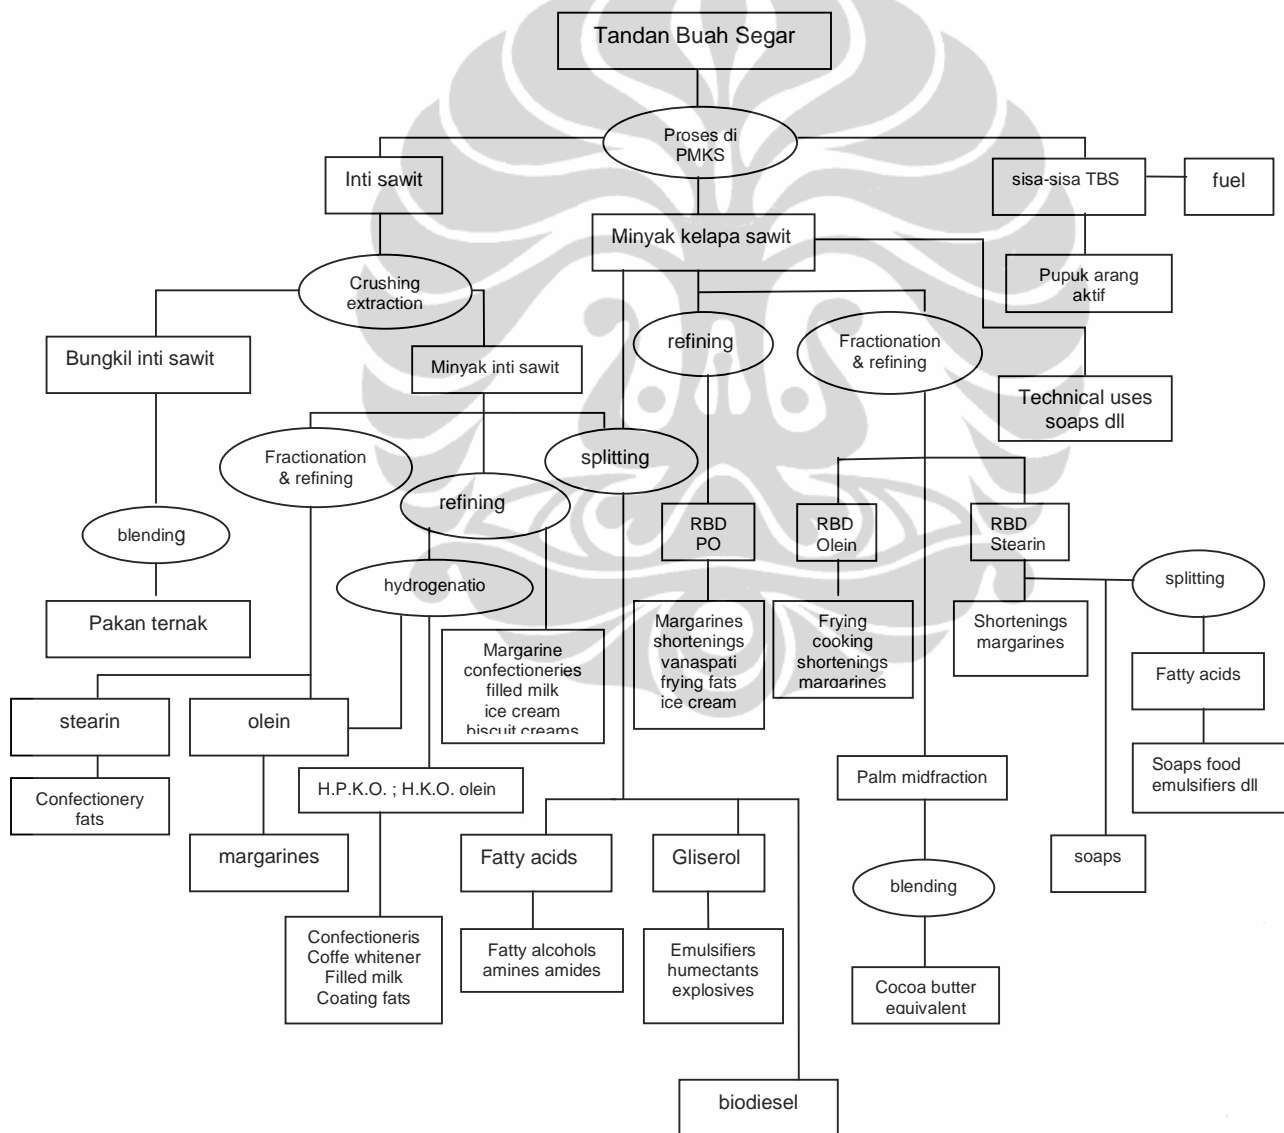 Tandan Buah Segar
Proses di
PMKS
Inti sawit
sisa-sisa TBS
fuel
Minyak kelapa sawit
Crushing
extraction
Pupuk arang
aktif
Bungkil inti sawit
Minyak inti sawit
refining
Fractionation
& refining
Technical uses
soaps dll
Fractionation
& refining
splitting
refining
blending
RBD
PO
RBD
Olein
RBD
Stearin
splitting
hydrogenatio
Pakan ternak
Margarine
confectioneries
filled milk
ice cream
biscuit creams
Margarines
shortenings
vanaspati
frying fats
ice cream
Frying
cooking
shortenings
margarines
Shortenings
margarines
Fatty acids
stearin
olein
Soaps food
emulsifiers dll
Palm midfraction
H.P.K.O. ; H.K.O. olein
Confectionery
fats
margarines
Fatty acids
Gliserol
soaps
blending
Confectioneris
Coffe whitener
Filled milk
Coating fats
Fatty alcohols
amines amides
Emulsifiers
humectants
explosives
Cocoa butter
equivalent
biodiesel